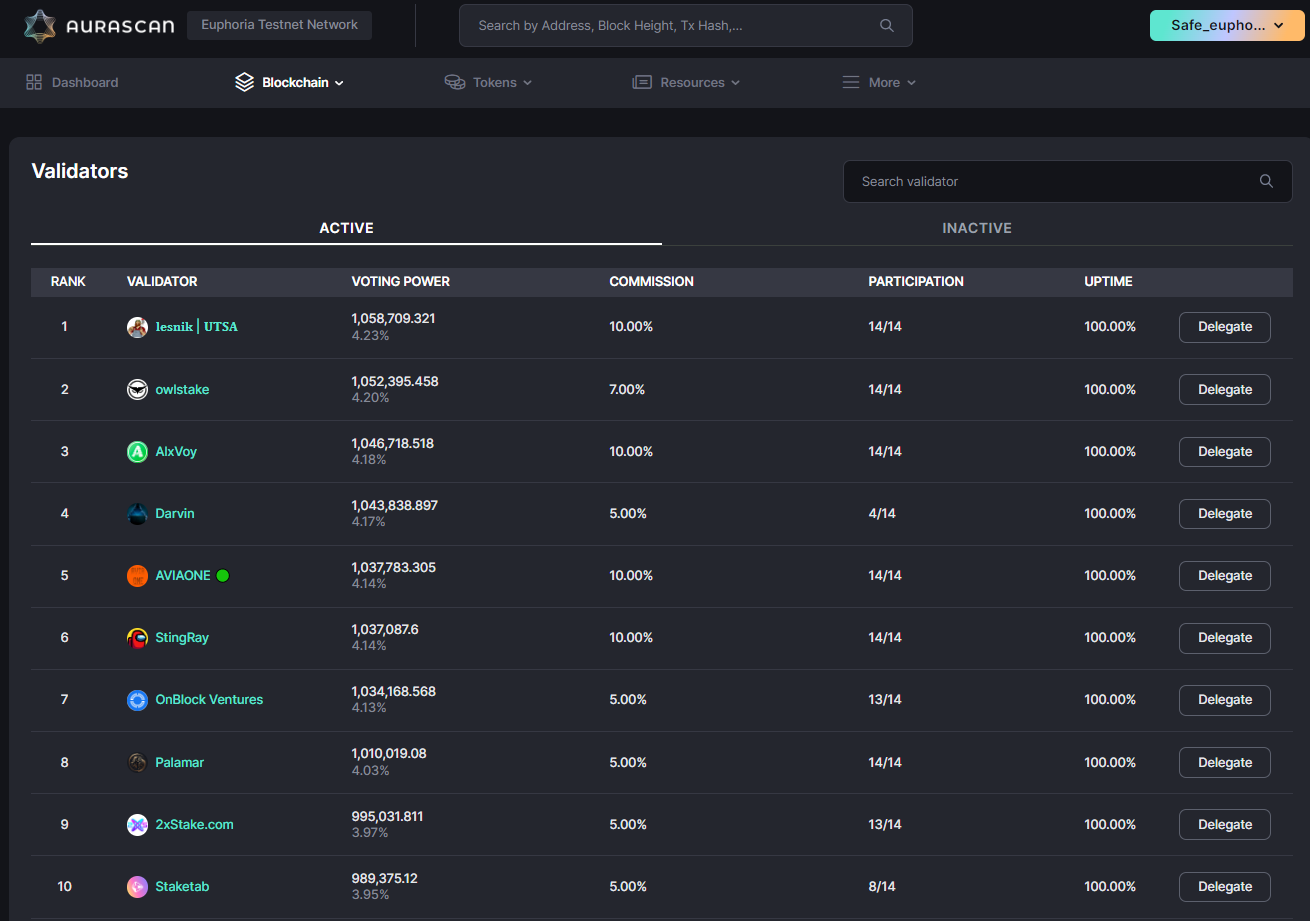 AURASCAN Euphoria Testnet Network Search by Address, Block Height, Tx Hash,... Safe_eupho...
Dashboard Blockchain Tokens Resources More
Validators Search validator
ACTIVE INACTIVE
RANK VALIDATOR VOTING POWER COMMISSION PARTICIPATION UPTIME
1 lesnik | UTSA 1,058,709.321 10.00% 14/14 100.00% Delegate
4.23%
2 owlstake 1,052,395.458 7.00% 14/14 100.00% Delegate
4.20%
3 AlxVoy 1,046,718.518 10.00% 14/14 100.00% Delegate
4.18%
4 Darvin 1,043,838.897 5.00% 4/14 100.00% Delegate
4.17%
5 AVIAONE 1,037,783.305 10.00% 14/14 100.00% Delegate
4.14%
6 StingRay 1,037,087.6 10.00% 14/14 100.00% Delegate
4.14%
7 OnBlock Ventures 1,034,168.568 5.00% 13/14 100.00% Delegate
4.13%
8 Palamar 1,010,019.08 5.00% 14/14 100.00% Delegate
4.03%
9 2xStake.com 995,031.811 5.00% 13/14 100.00% Delegate
3.97%
10 Staketab 989,375.12 5.00% 8/14 100.00% Delegate
3.95%